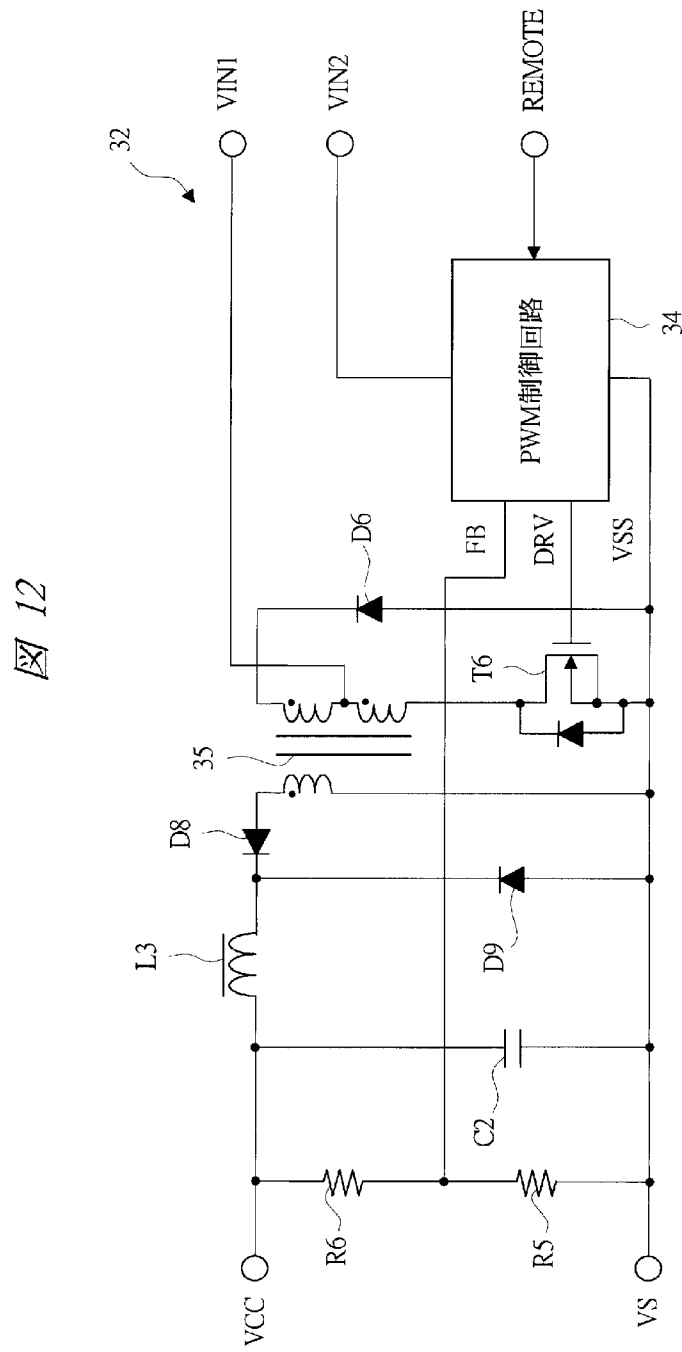 図 12
32
VIN1
VIN2
REMOTE
PWM制御回路
34
FB
DRV
VSS
D6
T6
35
D8
D9
L3
C2
R6
R5
VCC
VS